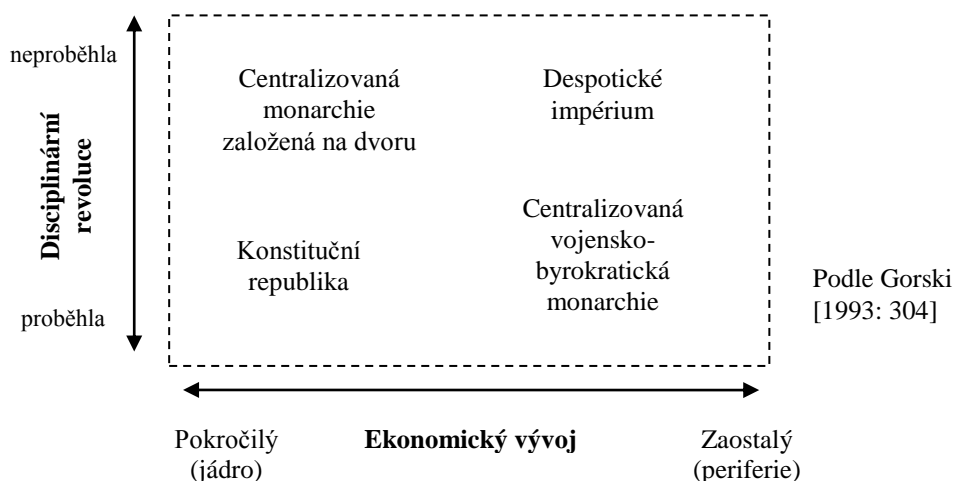 neproběhla
Disciplinární
revoluce
proběhla
Centralizovaná
monarchie
založená na dvoru
Despotické
impérium
Konstituční
republika
Centralizovaná
vojensko-
byrokratická
monarchie
Podle Gorski
[1993: 304]
Pokročilý
(jádro)
Ekonomický vývoj
Zaostalý
(periferie)